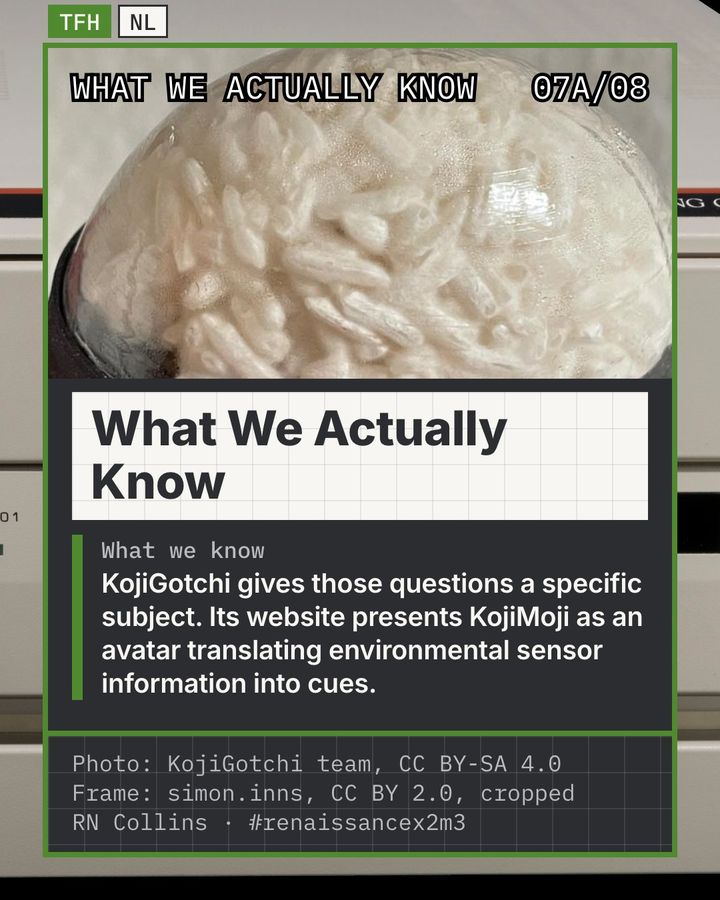 TFH NL
WHAT WE ACTUALLY KNOW 07A/08
NG
What We Actually
Know
01
What we know
KojiGotchi gives those questions a specific
subject. Its website presents KojiMoji as an
avatar translating environmental sensor
information into cues.
Photo: KojiGotchi team, CC BY-SA 4.0
Frame: simon.inns, CC BY 2.0, cropped
RN Collins · #renaissancex2m3